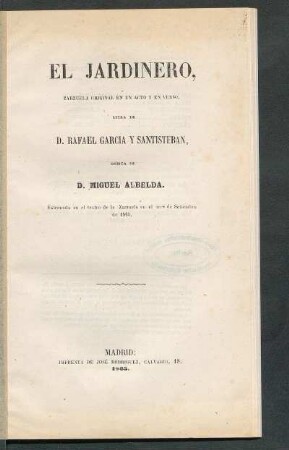 EL JARDINERO,
ZARZUELA ORIGINAL EN UN ACTO Y EN VERSO,
LETRA DE
D. RAFAEL GARCIA Y SANTISTEBAN,
MÚSICA DE
D. MIGUEL ALBELDA.
Estrenada en el teatro de la Zarzuela en el mes de Setiembre
de
MADRID:
IMPRENTA DE JOSÉ RODRIGUEZ, CALVARIO, 18.
1865.